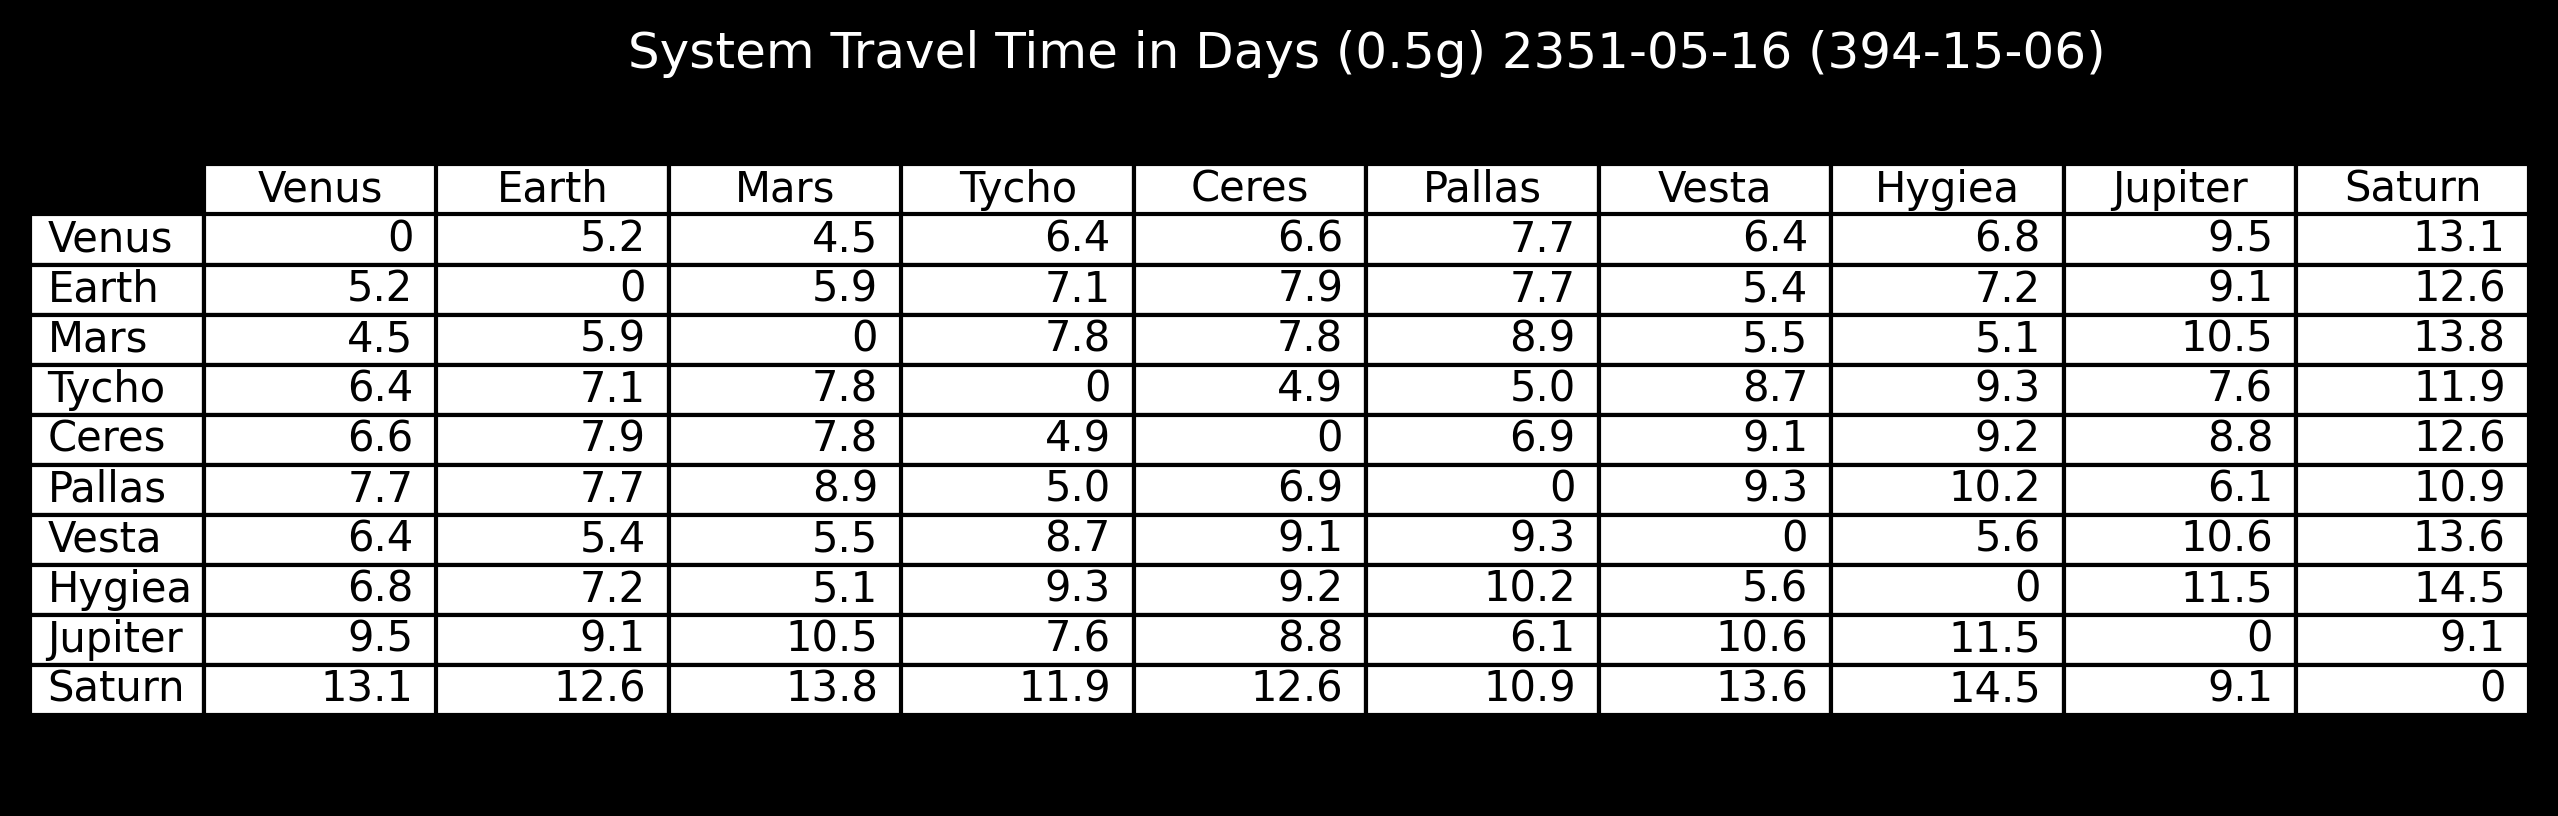 System Travel Time in Days (0.5g) 2351-05-16 (394-15-06)
Venus Earth Mars Tycho Ceres Pallas Vesta Hygiea Jupiter Saturn
Venus 0 5.2 4.5 6.4 6.6 7.7 6.4 6.8 9.5 13.1
Earth 5.2 0 5.9 7.1 7.9 7.7 5.4 7.2 9.1 12.6
Mars 4.5 5.9 0 7.8 7.8 8.9 5.5 5.1 10.5 13.8
Tycho 6.4 7.1 7.8 0 4.9 5.0 8.7 9.3 7.6 11.9
Ceres 6.6 7.9 7.8 4.9 0 6.9 9.1 9.2 8.8 12.6
Pallas 7.7 7.7 8.9 5.0 6.9 0 9.3 10.2 6.1 10.9
Vesta 6.4 5.4 5.5 8.7 9.1 9.3 0 5.6 10.6 13.6
Hygiea 6.8 7.2 5.1 9.3 9.2 10.2 5.6 0 11.5 14.5
Jupiter 9.5 9.1 10.5 7.6 8.8 6.1 10.6 11.5 0 9.1
Saturn 13.1 12.6 13.8 11.9 12.6 10.9 13.6 14.5 9.1 0